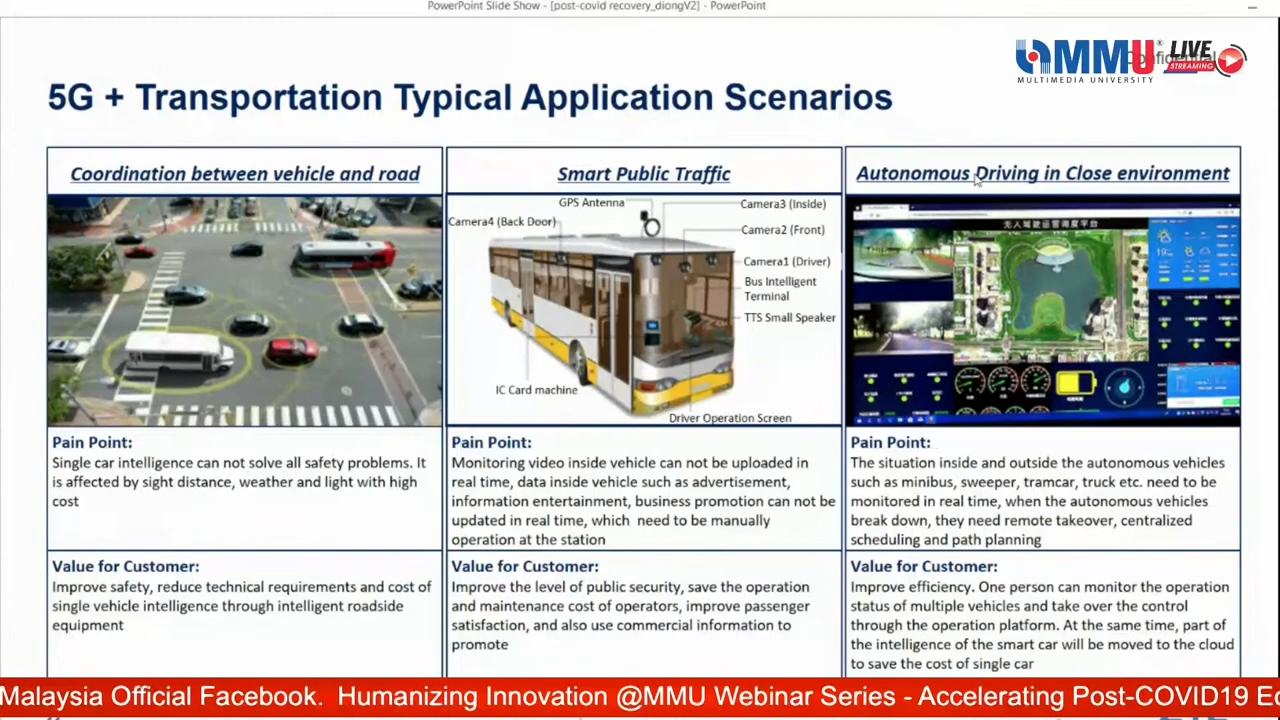 PowerPoint Slide Show - [post-covid recovery_diongV2] - PowerPoint
MMU
MULTIMEDIA UNIVERSITY
LIVE
STREAMING
5G + Transportation Typical Application Scenarios
Coordination between vehicle and road
Smart Public Traffic
Autonomous Driving in Close environment
GPS Antenna
Camera3 (Inside)
Camera4 (Back Door)
Camera2 (Front)
Camera1 (Driver)
Bus Intelligent
Terminal
TTS Small Speaker
IC Card machine
Driver Operation Screen
无人驾驶运营调度平台
Pain Point:
Single car intelligence can not solve all safety problems. It
is affected by sight distance, weather and light with high
cost
Pain Point:
Monitoring video inside vehicle can not be uploaded in
real time, data inside vehicle such as advertisement,
information entertainment, business promotion can not be
updated in real time, which need to be manually
operation at the station
Pain Point:
The situation inside and outside the autonomous vehicles
such as minibus, sweeper, tramcar, truck etc. need to be
monitored in real time, when the autonomous vehicles
break down, they need remote takeover, centralized
scheduling and path planning
Value for Customer:
Improve safety, reduce technical requirements and cost of
single vehicle intelligence through intelligent roadside
equipment
Value for Customer:
Improve the level of public security, save the operation
and maintenance cost of operators, improve passenger
satisfaction, and also use commercial information to
promote
Value for Customer:
Improve efficiency. One person can monitor the operation
status of multiple vehicles and take over the control
through the operation platform. At the same time, part of
the intelligence of the smart car will be moved to the cloud
to save the cost of single car
Malaysia Official Facebook. Humanizing Innovation @MMU Webinar Series - Accelerating Post-COVID19